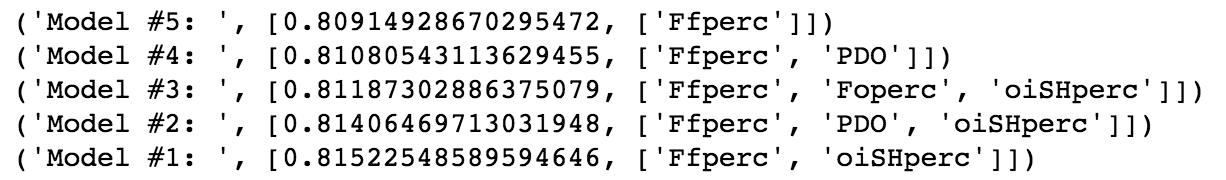 ('Model #5: ', [0.80914928670295472, ['Ffperc']])
('Model #4: ', [0.81080543113629455, ['Ffperc', 'PDO']])
('Model #3: ', [0.81187302886375079, ['Ffperc', 'Foperc', 'oiSHperc']])
('Model #2: ', [0.81406469713031948, ['Ffperc', 'PDO', 'oiSHperc']])
('Model #1: ', [0.81522548589594646, ['Ffperc', 'oiSHperc']])